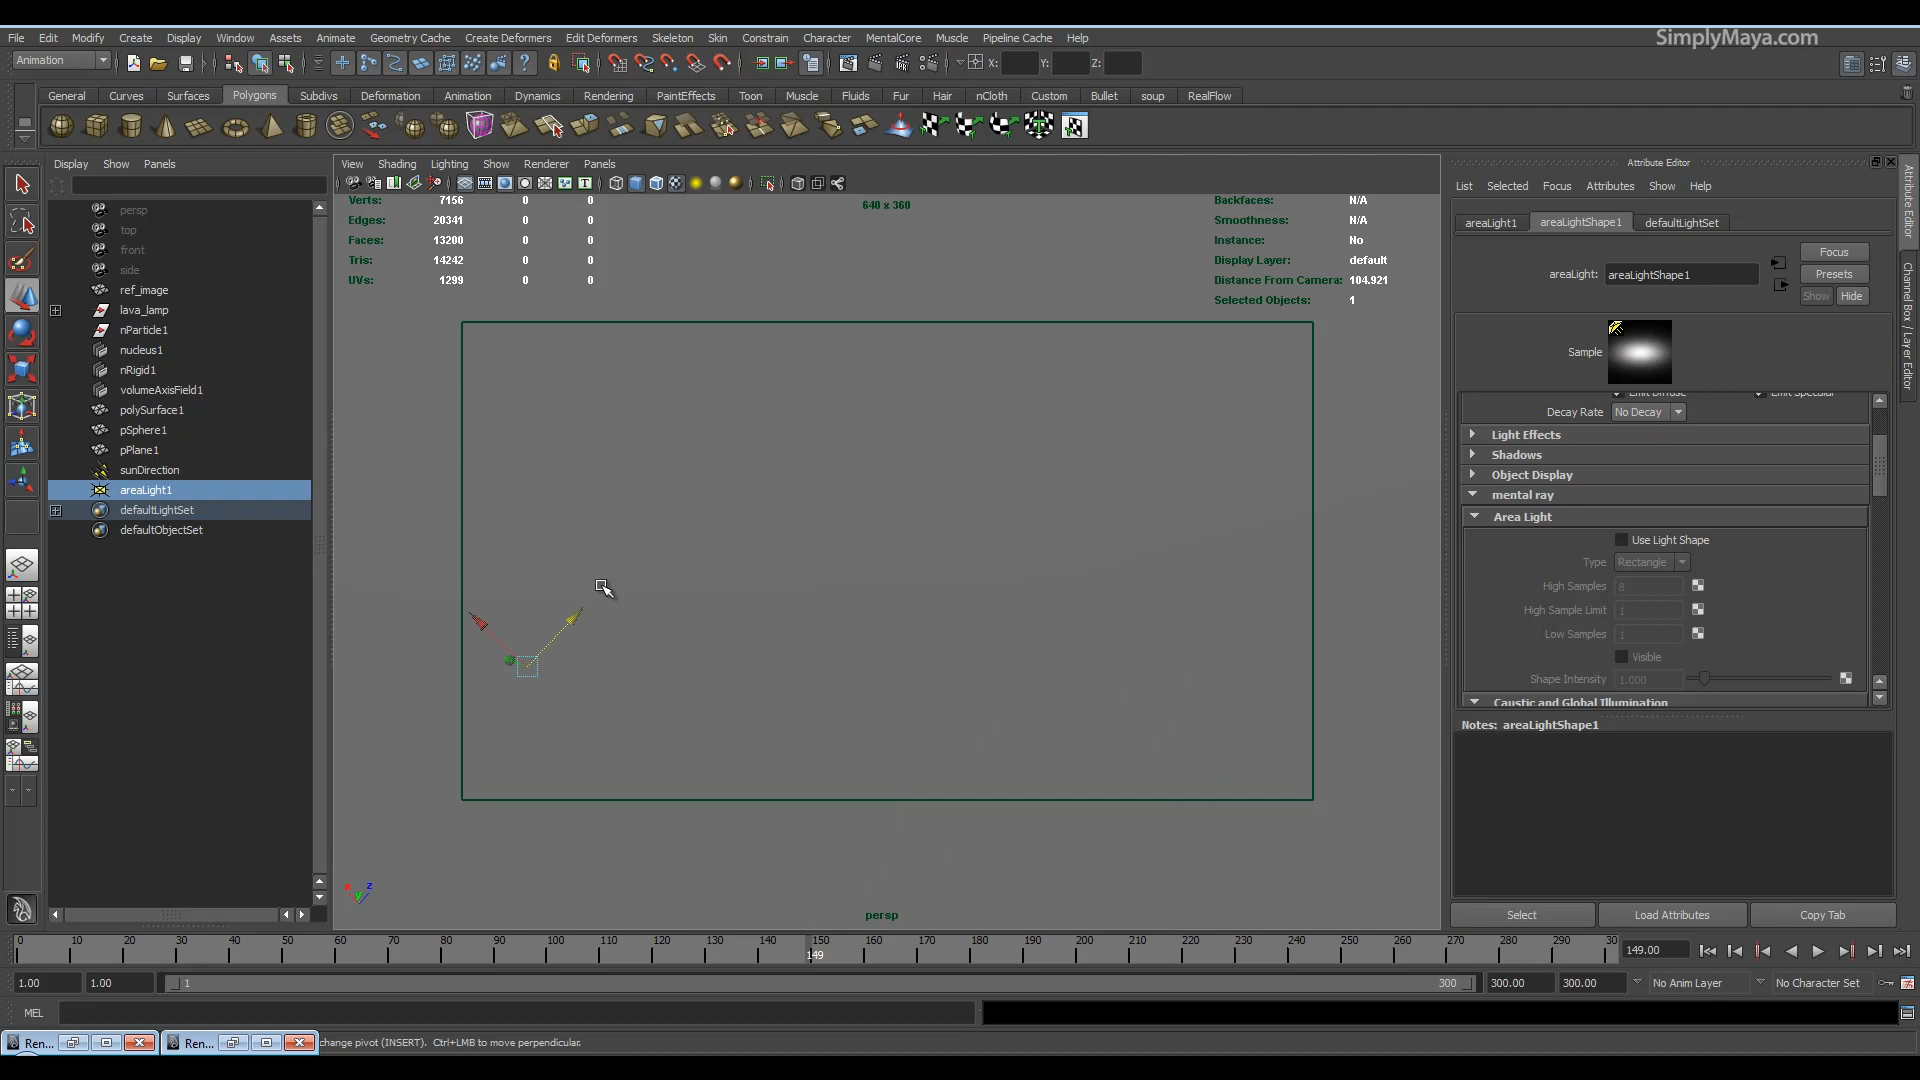 File Edit Modify Create Display Window Assets Animate Geometry Cache Create Deformers Edit Deformers Skeleton Skin Constrain Character MentalCore Muscle Pipeline Cache Help
SimplyMaya.com
Animation X: Y: Z:
General Curves Surfaces Polygons Subdivs Deformation Animation Dynamics Rendering PaintEffects Toon Muscle Fluids Fur Hair nCloth Custom Bullet soup RealFlow
Display Show Panels
View Shading Lighting Show Renderer Panels
Attribute Editor
List Selected Focus Attributes Show Help
areaLight1 areaLightShape1 defaultLightSet
areaLight: areaLightShape1
Focus
Presets
Show Hide
Sample
Emit Diffuse Emit Specular
Decay Rate No Decay
Light Effects
Shadows
Object Display
mental ray
Area Light
Use Light Shape
Type Rectangle
High Samples 8
High Sample Limit 1
Low Samples 1
Visible
Shape Intensity 1.000
Caustic and Global Illumination
Notes: areaLightShape1
Select Load Attributes Copy Tab
Attribute Editor
Channel Box / Layer Editor
persp
top
front
side
ref_image
lava_lamp
nParticle1
nucleus1
nRigid1
volumeAxisField1
polySurface1
pSphere1
pPlane1
sunDirection
areaLight1
defaultLightSet
defaultObjectSet
Verts: 7156 0 0
Edges: 20341 0 0
Faces: 13200 0 0
Tris: 14242 0 0
UVs: 1299 0 0
640 x 360
Backfaces: N/A
Smoothness: N/A
Instance: No
Display Layer: default
Distance From Camera: 104.921
Selected Objects: 1
x z
persp
0 10 20 30 40 50 60 70 80 90 100 110 120 130 140 150 160 170 180 190 200 210 220 230 240 250 260 270 280 290 30
149
149.00
1.00 1.00 1 300 300.00 300.00 No Anim Layer No Character Set
MEL
Ren... Ren... change pivot (INSERT). Ctrl+LMB to move perpendicular.